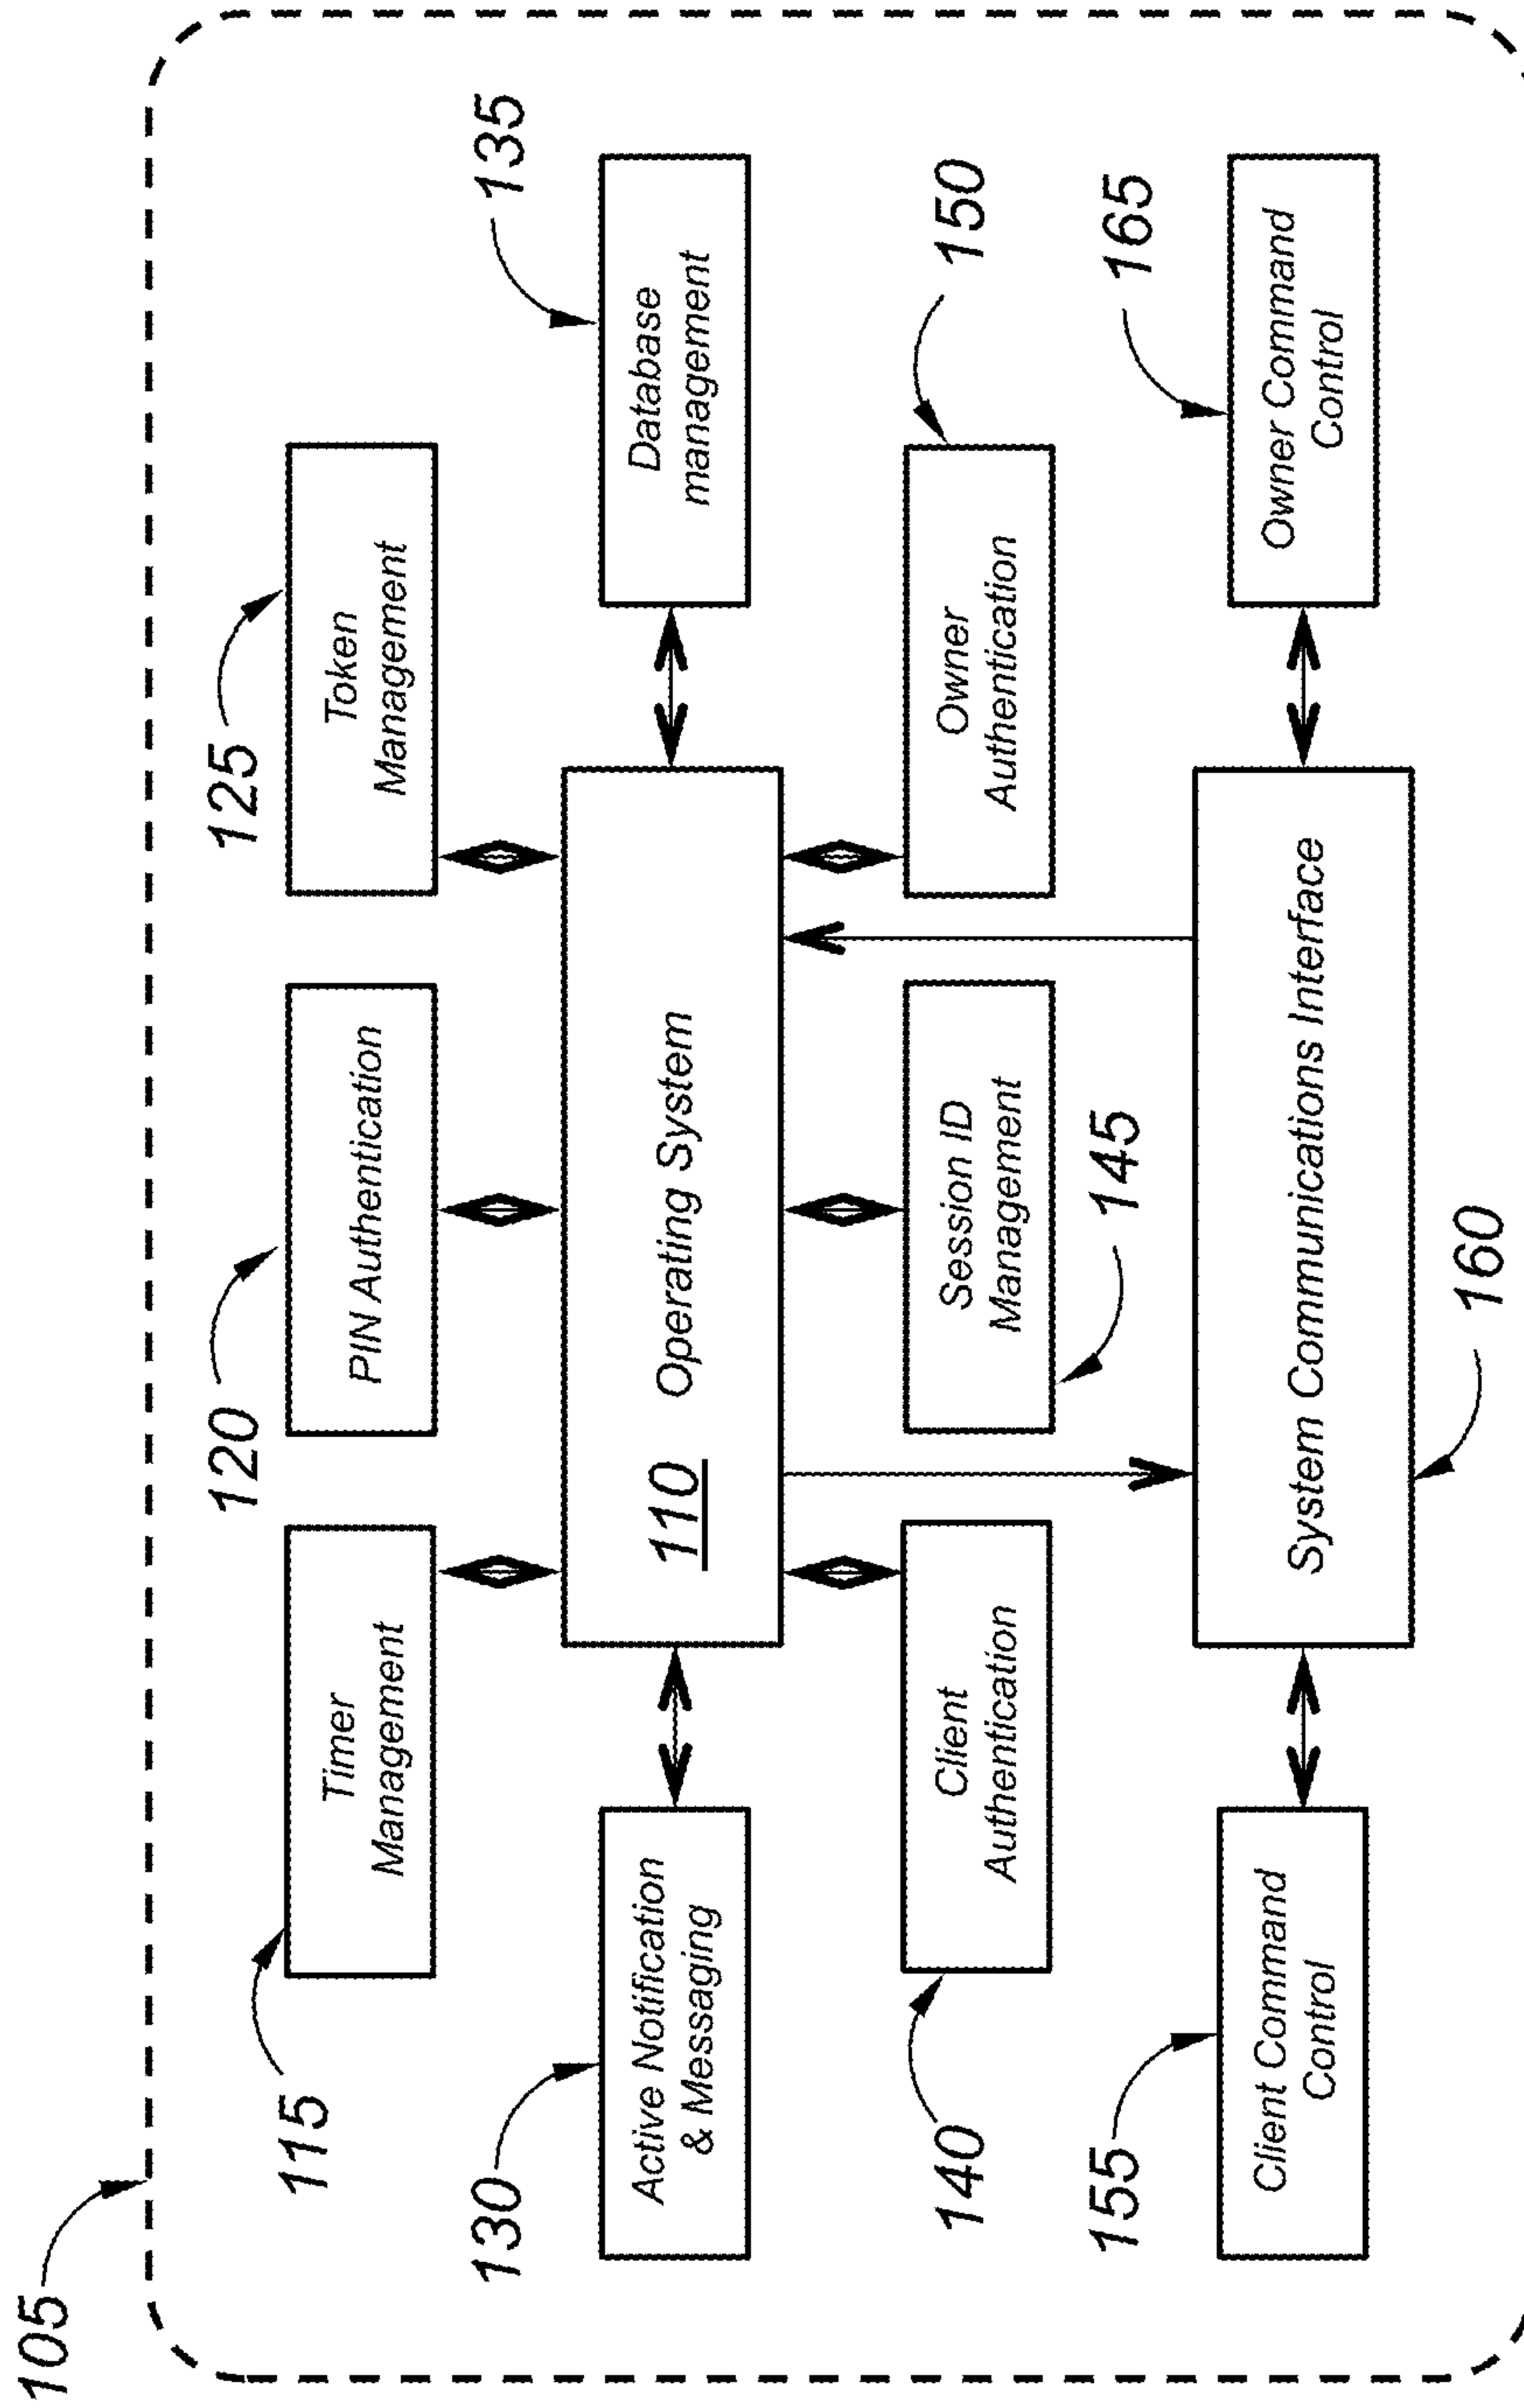 105
115
120
125
Timer
Management
PIN Authentication
Token
Management
130
135
Active Notification
& Messaging
110 Operating System
Database
management
140
150
Client
Authentication
Session ID
Management
Owner
Authentication
145
155
165
Client Command
Control
System Communications Interface
Owner Command
Control
160